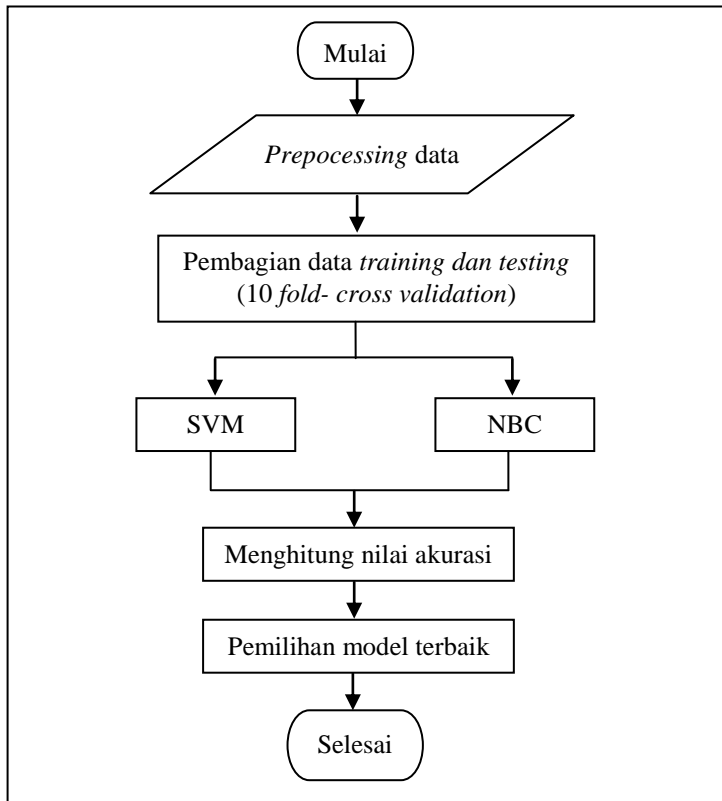 Mulai
Prepocessing data
Pembagian data training dan testing
(10 fold- cross validation)
SVM
NBC
Menghitung nilai akurasi
Pemilihan model terbaik
Selesai